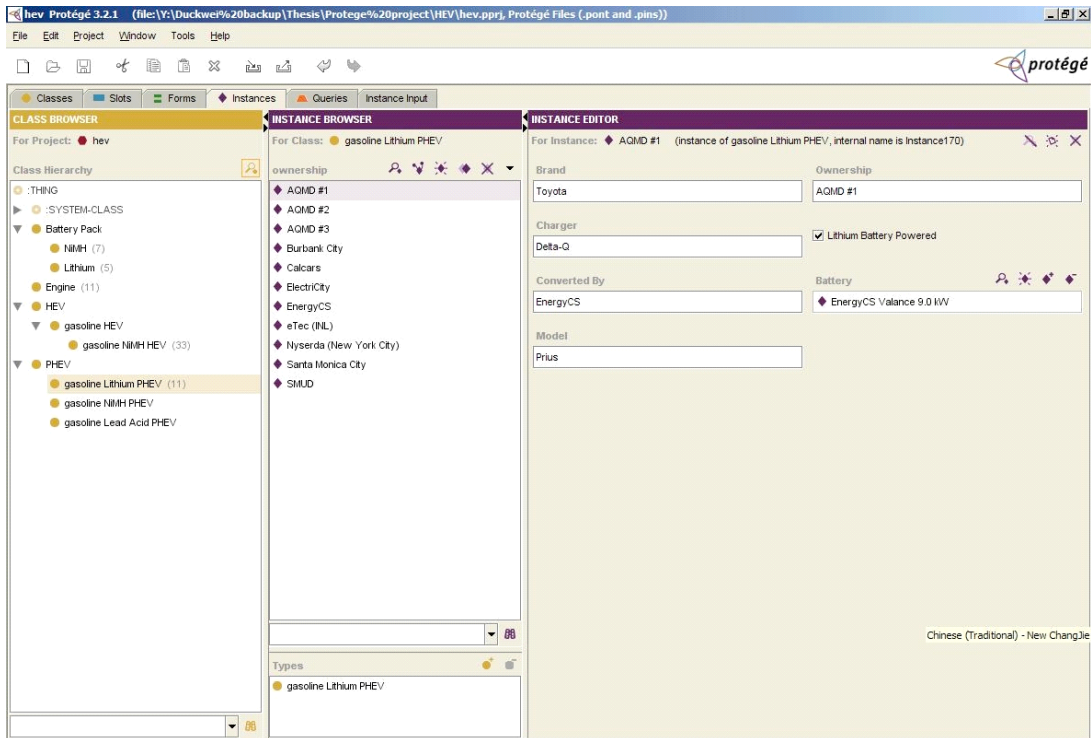 hev Protégé 3.2.1 (file:\Y:\Duckwei%20backup\Thesis\Protege%20project\HEV\hev.pprj, Protégé Files (.pont and .pins))
File Edit Project Window Tools Help
protégé
Classes Slots Forms Instances Queries Instance Input
CLASS BROWSER
For Project: hev
Class Hierarchy
:THING
:SYSTEM-CLASS
Battery Pack
NiMH (7)
Lithium (5)
Engine (11)
HEV
gasoline HEV
gasoline NiMH HEV (33)
PHEV
gasoline Lithium PHEV (11)
gasoline NiMH PHEV
gasoline Lead Acid PHEV
INSTANCE BROWSER
For Class: gasoline Lithium PHEV
ownership
AQMD #1
AQMD #2
AQMD #3
Burbank City
Calcars
ElectriCity
EnergyCS
eTec (INL)
Nyserda (New York City)
Santa Monica City
SMUD
Types
gasoline Lithium PHEV
INSTANCE EDITOR
For Instance: AQMD #1 (instance of gasoline Lithium PHEV, internal name is Instance170)
Brand
Toyota
Ownership
AQMD #1
Charger
Delta-Q
Lithium Battery Powered
Converted By
EnergyCS
Battery
EnergyCS Valance 9.0 kW
Model
Prius
Chinese (Traditional) - New ChangJie